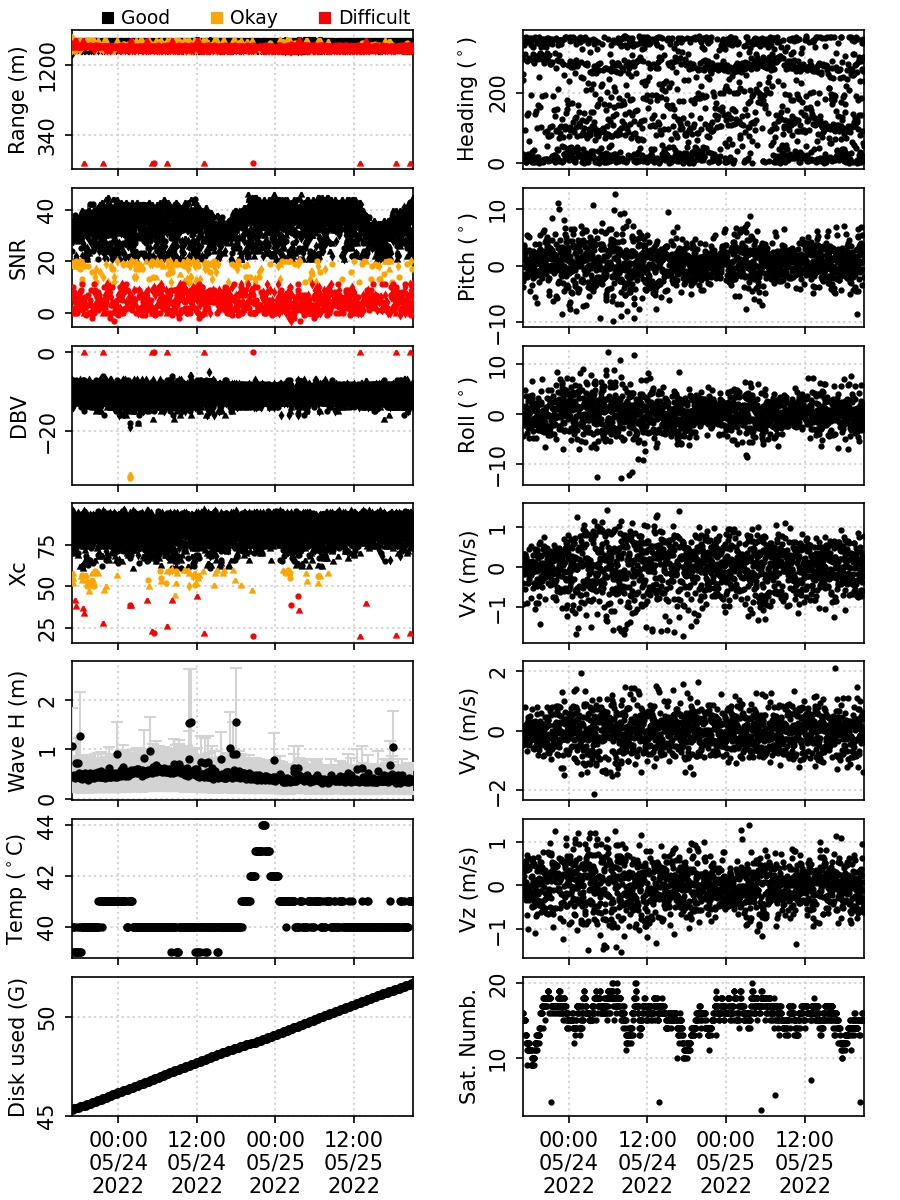 Good Okay Difficult
Range (m)
1200
340
Heading (°)
200
0
SNR
40
20
0
Pitch (°)
10
0
−10
DBV
0
−20
Roll (°)
10
0
−10
Xc
75
50
25
Vx (m/s)
1
0
−1
Wave H (m)
2
1
0
Vy (m/s)
2
0
−2
Temp (°C)
44
42
40
Vz (m/s)
1
0
−1
Disk used (G)
50
45
Sat. Numb.
20
10
00:00 12:00 00:00 12:00
05/24 05/24 05/25 05/25
2022 2022 2022 2022
00:00 12:00 00:00 12:00
05/24 05/24 05/25 05/25
2022 2022 2022 2022